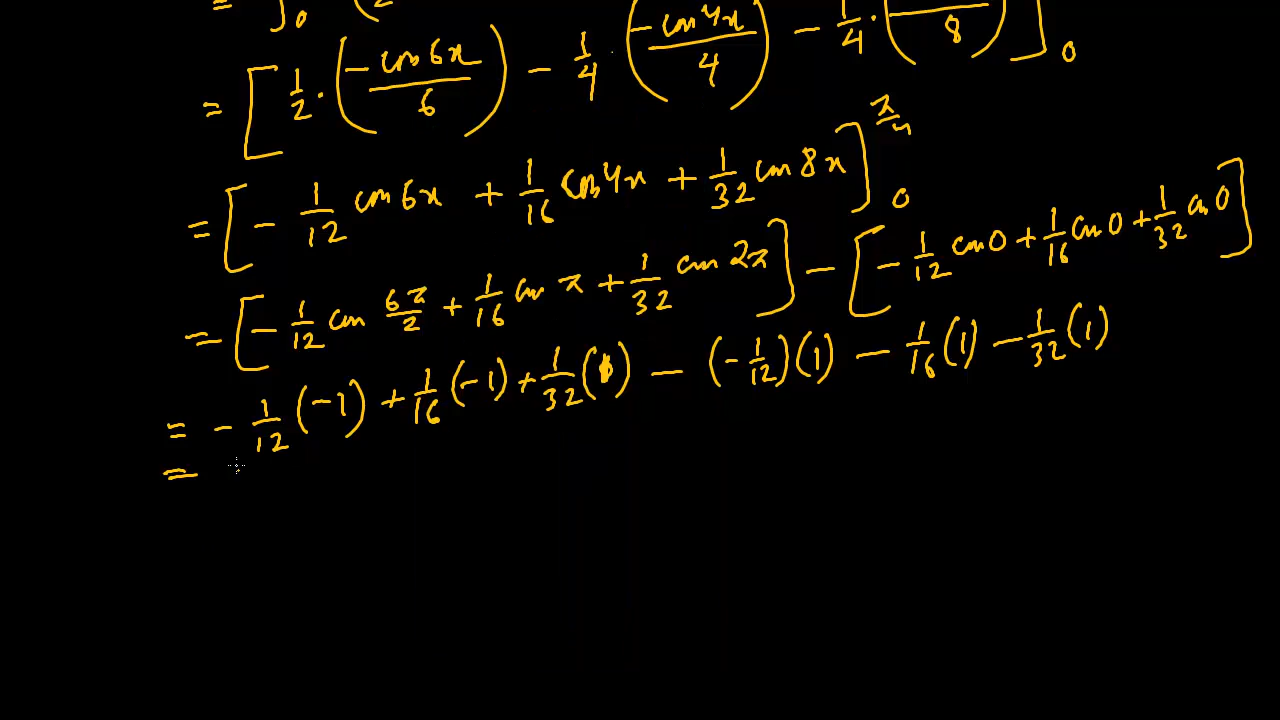 = ∫₀ (2
= [ 1/2 · (-cos 6x / 6) - 1/4 · (-cos 4x / 4) - 1/4 · ( / 8) ]₀
= [ - 1/12 cos 6x + 1/16 cos 4x + 1/32 cos 8x ]₀^(π/4)
= [ - 1/12 cos 6π/2 + 1/16 cos π + 1/32 cos 2π ] - [ - 1/12 cos 0 + 1/16 cos 0 + 1/32 cos 0 ]
= - 1/12 (-1) + 1/16 (-1) + 1/32 (1) - (-1/12)(1) - 1/16 (1) - 1/32 (1)
=